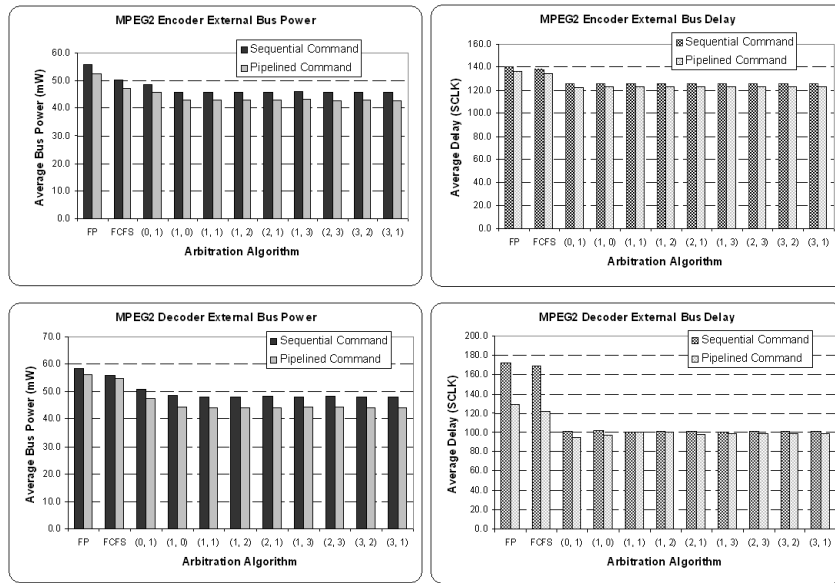 MPEG2 Encoder External Bus Power
Sequential Command
Pipelined Command
Average Bus Power (mW)
60.0
50.0
40.0
30.0
20.0
10.0
0.0
FP FCFS (0, 1) (1, 0) (1, 1) (1, 2) (2, 1) (1, 3) (2, 3) (3, 2) (3, 1)
Arbitration Algorithm
MPEG2 Encoder External Bus Delay
Sequential Command
Pipelined Command
Average Delay (SCLK)
160.0
140.0
120.0
100.0
80.0
60.0
40.0
20.0
0.0
FP FCFS (0, 1) (1, 0) (1, 1) (1, 2) (2, 1) (1, 3) (2, 3) (3, 2) (3, 1)
Arbitration Algorithm
MPEG2 Decoder External Bus Power
Sequential Command
Pipelined Command
Average Bus Power (mW)
70.0
60.0
50.0
40.0
30.0
20.0
10.0
0.0
FP FCFS (0, 1) (1, 0) (1, 1) (1, 2) (2, 1) (1, 3) (2, 3) (3, 2) (3, 1)
Arbitration Algorithm
MPEG2 Decoder External Bus Delay
Sequential Command
Pipelined Command
Average Delay (SCLK)
200.0
180.0
160.0
140.0
120.0
100.0
80.0
60.0
40.0
20.0
0.0
FP FCFS (0, 1) (1, 0) (1, 1) (1, 2) (2, 1) (1, 3) (2, 3) (3, 2) (3, 1)
Arbitration Algorithm